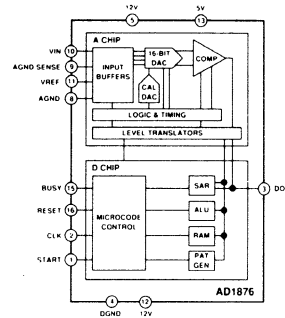 12V 5V
5 13
A CHIP
VIN 10
AGND SENSE 9
VREF 11
AGND 8
INPUT
BUFFERS
16-BIT
DAC
COMP
CAL
DAC
LOGIC & TIMING
LEVEL TRANSLATORS
D CHIP
BUSY 15
RESET 16
CLK 2
START 1
MICROCODE
CONTROL
SAR
ALU
RAM
PAT
GEN
3 DO
AD1876
4 12
DGND 12V